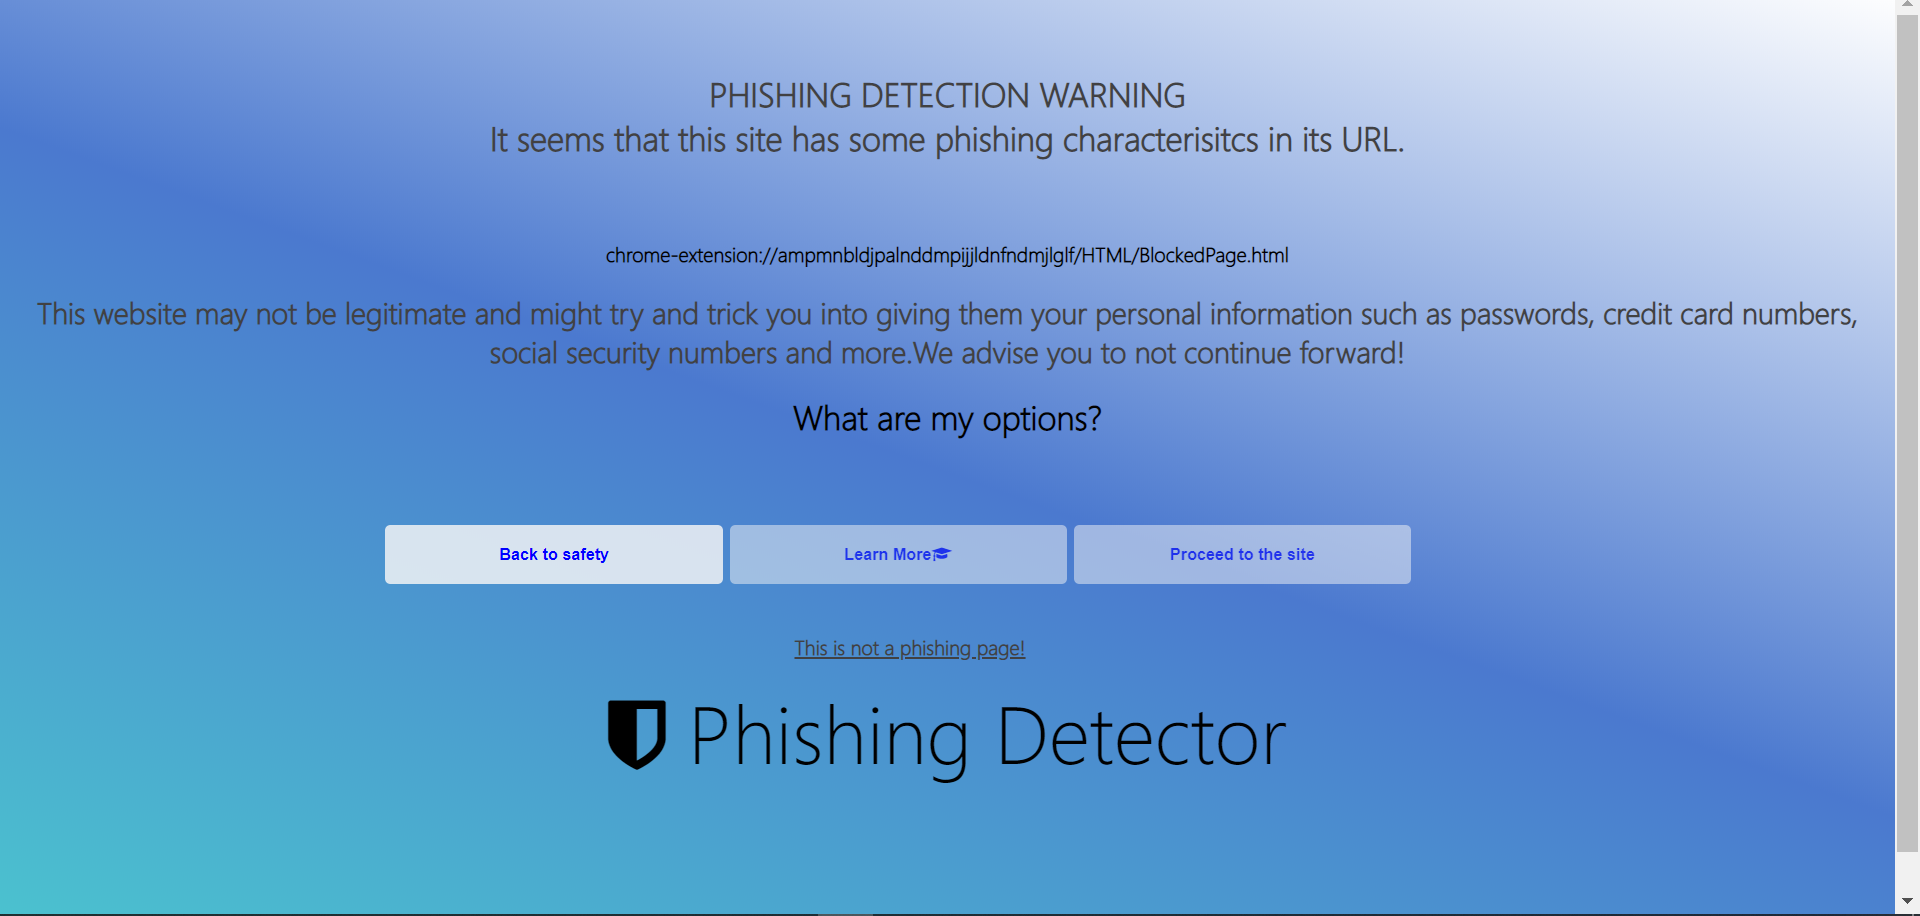 PHISHING DETECTION WARNING
It seems that this site has some phishing characterisitcs in its URL.
chrome-extension://ampmnbldjpalnddmpijjldnfndmjlglf/HTML/BlockedPage.html
This website may not be legitimate and might try and trick you into giving them your personal information such as passwords, credit card numbers,
social security numbers and more.We advise you to not continue forward!
What are my options?
Back to safety
Learn More
Proceed to the site
This is not a phishing page!
Phishing Detector